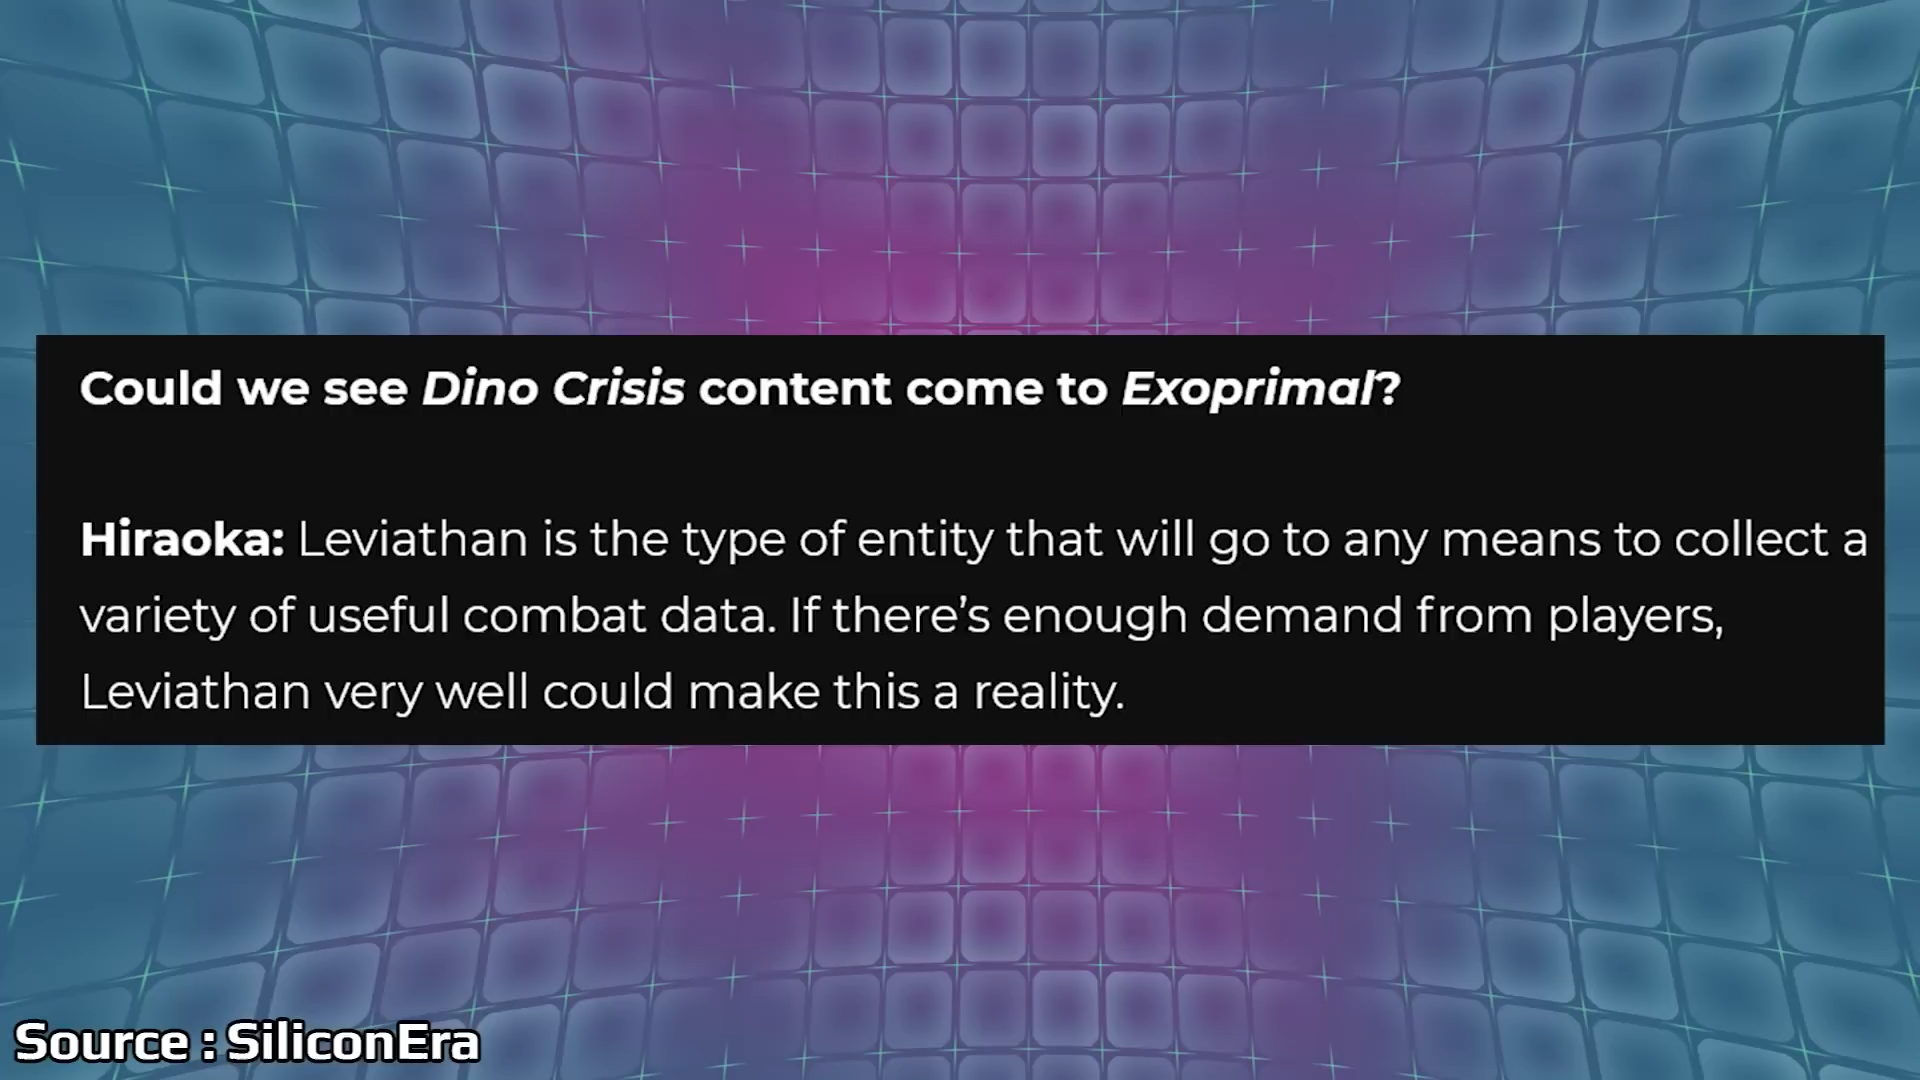 Could we see Dino Crisis content come to Exoprimal?
Hiraoka: Leviathan is the type of entity that will go to any means to collect a
variety of useful combat data. If there’s enough demand from players,
Leviathan very well could make this a reality.
Source : SiliconEra